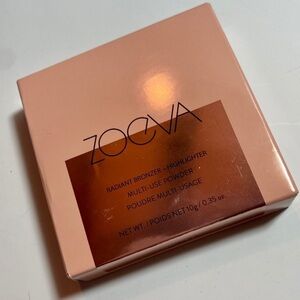 ZOEVA
RADIANT BRONZER + HIGHLIGHTER
MULTI-USE POWDER
POUDRE MULTI-USAGE
NET WT. | POIDS NET 10g / 0.35 oz.